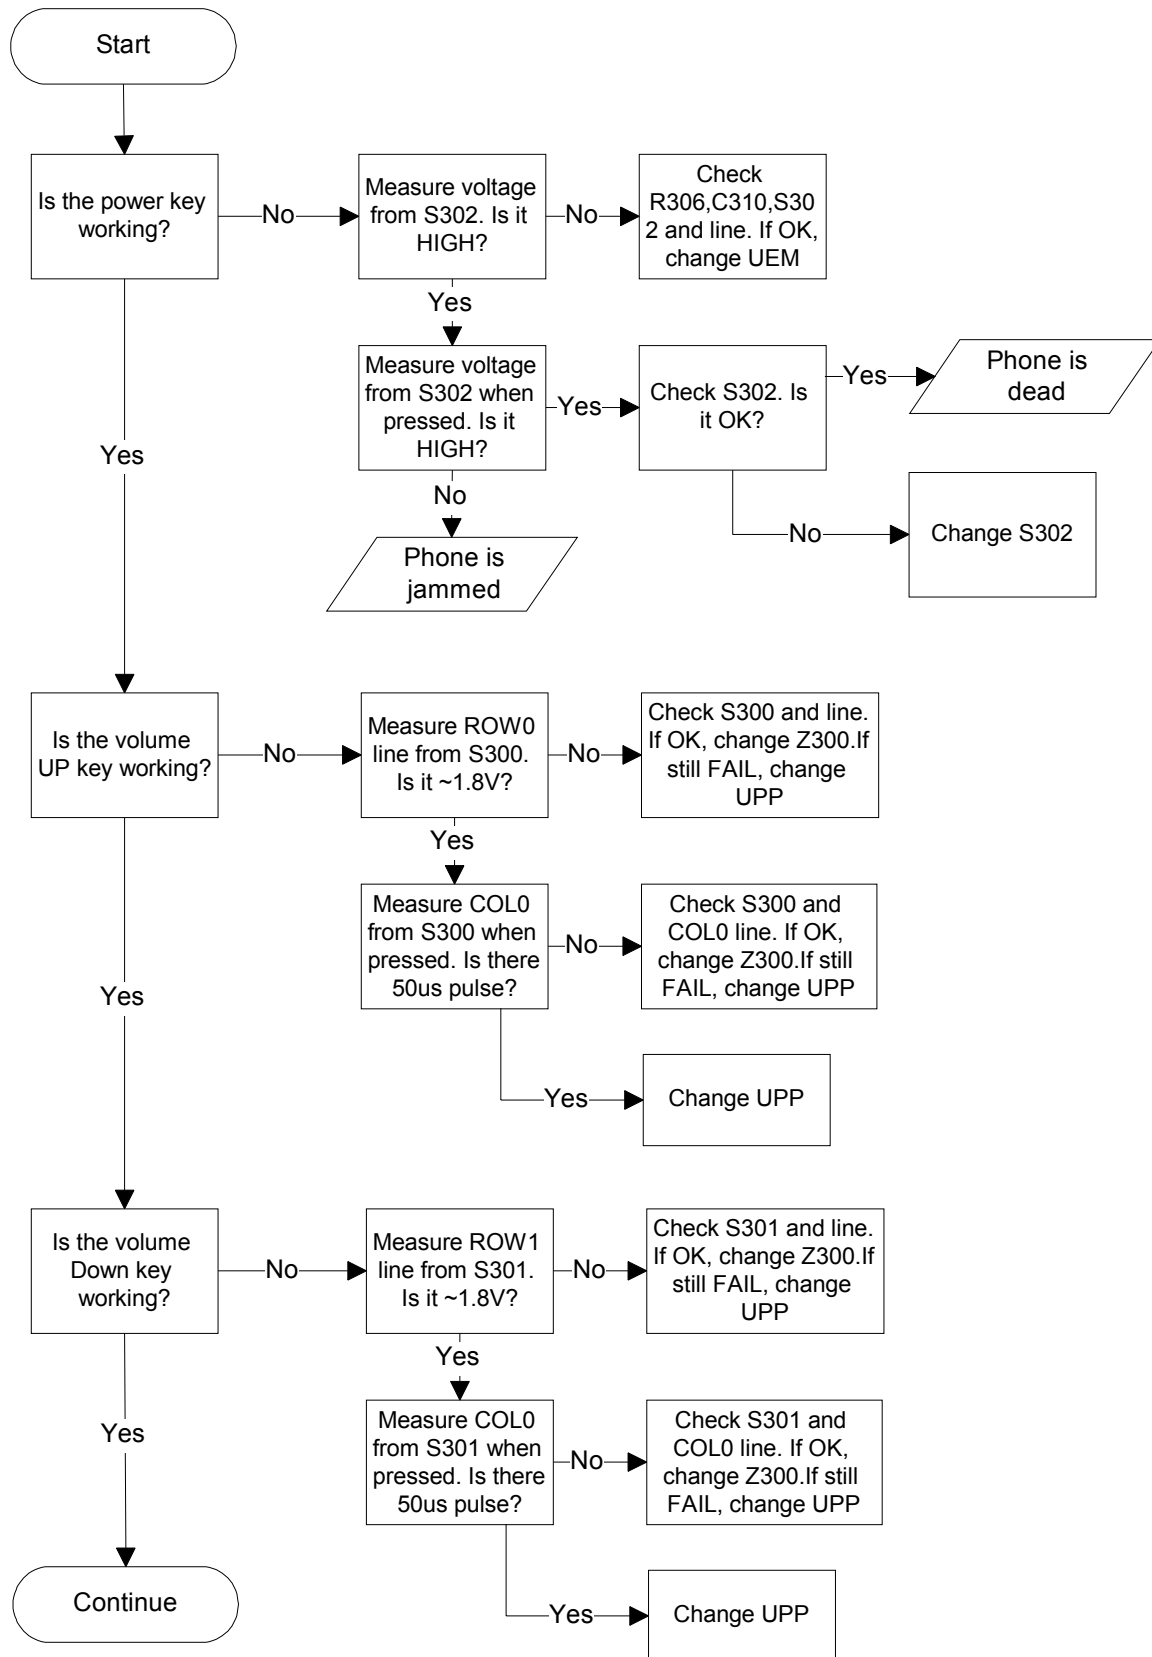 Start
Is the power key
working?
No
Measure voltage
from S302. Is it
HIGH?
No
Check
R306,C310,S30
2 and line. If OK,
change UEM
Yes
Measure voltage
from S302 when
pressed. Is it
HIGH?
Yes
Check S302. Is
it OK?
Yes
Phone is
dead
No
Change S302
No
Phone is
jammed
Yes
Is the volume
UP key working?
No
Measure ROW0
line from S300.
Is it ~1.8V?
No
Check S300 and line.
If OK, change Z300.If
still FAIL, change
UPP
Yes
Measure COL0
from S300 when
pressed. Is there
50us pulse?
No
Check S300 and
COL0 line. If OK,
change Z300.If still
FAIL, change UPP
Yes
Change UPP
Yes
Is the volume
Down key
working?
No
Measure ROW1
line from S301.
Is it ~1.8V?
No
Check S301 and line.
If OK, change Z300.If
still FAIL, change
UPP
Yes
Measure COL0
from S301 when
pressed. Is there
50us pulse?
No
Check S301 and
COL0 line. If OK,
change Z300.If still
FAIL, change UPP
Yes
Change UPP
Yes
Continue